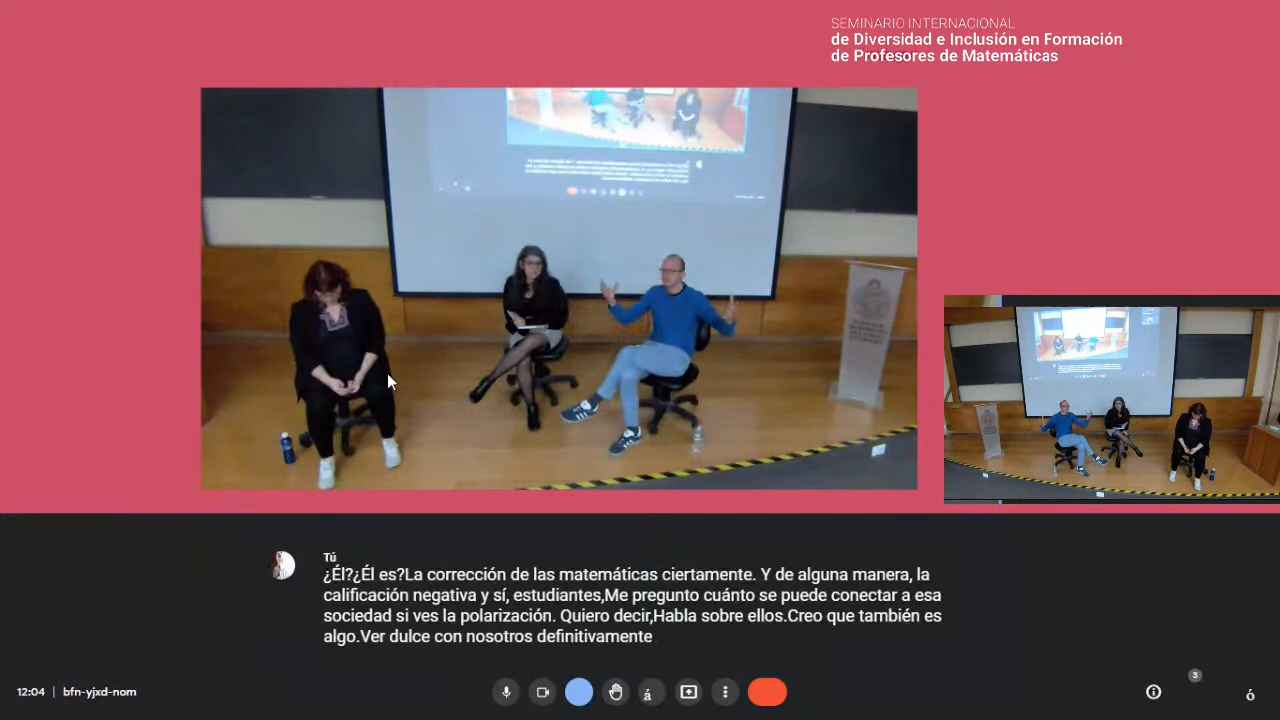 SEMINARIO INTERNACIONAL
de Diversidad e Inclusión en Formación
de Profesores de Matemáticas
Tú
¿Él?¿Él es?La corrección de las matemáticas ciertamente. Y de alguna manera, la
calificación negativa y sí, estudiantes,Me pregunto cuánto se puede conectar a esa
sociedad si ves la polarización. Quiero decir,Habla sobre ellos.Creo que también es
algo.Ver dulce con nosotros definitivamente
12:04 | bfn-yjxd-nom
á
3
ó